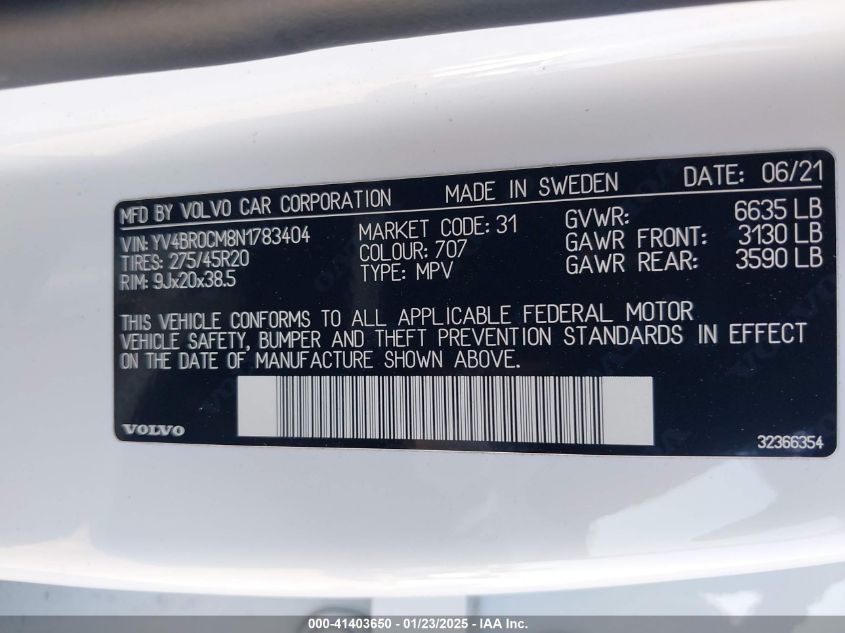 MFD BY VOLVO CAR CORPORATION MADE IN SWEDEN DATE: 06/21
VIN: YV4BR0CM8N1783404 MARKET CODE: 31 GVWR: 6635 LB
TIRES: 275/45R20 COLOUR: 707 GAWR FRONT: 3130 LB
RIM: 9Jx20x38.5 TYPE: MPV GAWR REAR: 3590 LB
THIS VEHICLE CONFORMS TO ALL APPLICABLE FEDERAL MOTOR
VEHICLE SAFETY, BUMPER AND THEFT PREVENTION STANDARDS IN EFFECT
ON THE DATE OF MANUFACTURE SHOWN ABOVE.
VOLVO 32366354
000-41403650 - 01/23/2025 - IAA Inc.